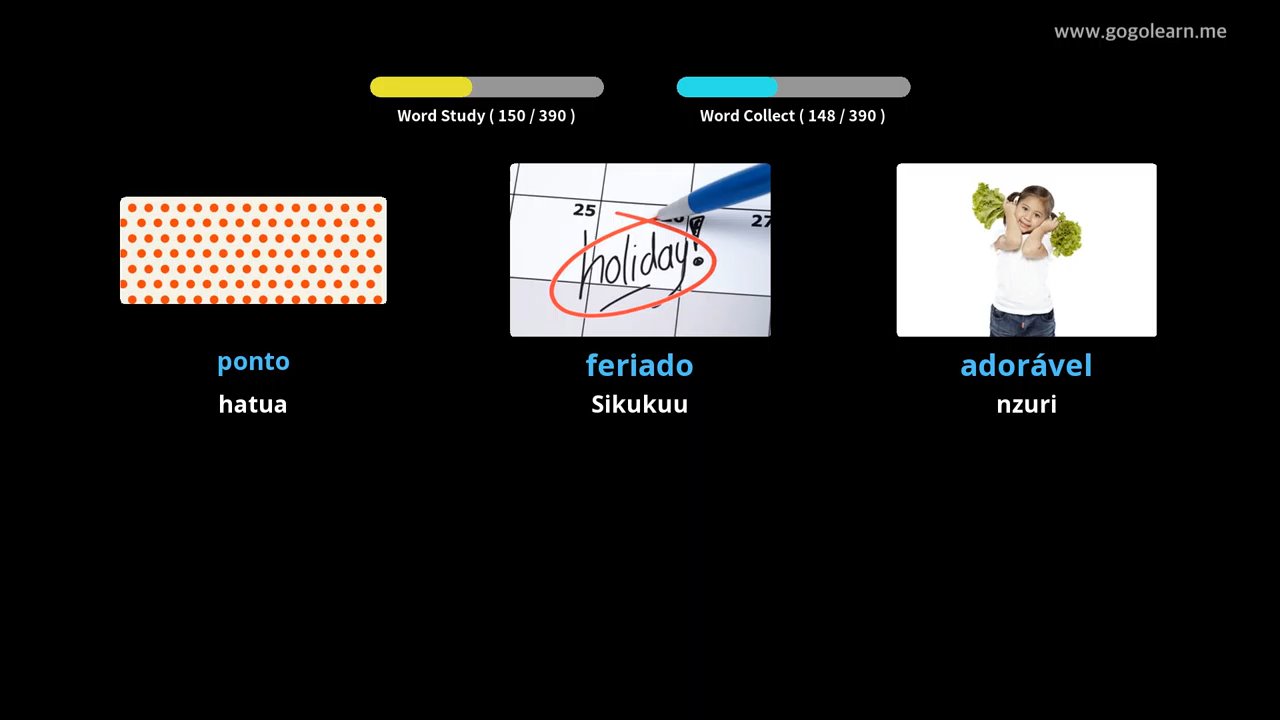 www.gogolearn.me
Word Study ( 150 / 390 )
Word Collect ( 148 / 390 )
25
27
holiday!
ponto
feriado
adorável
hatua
Sikukuu
nzuri